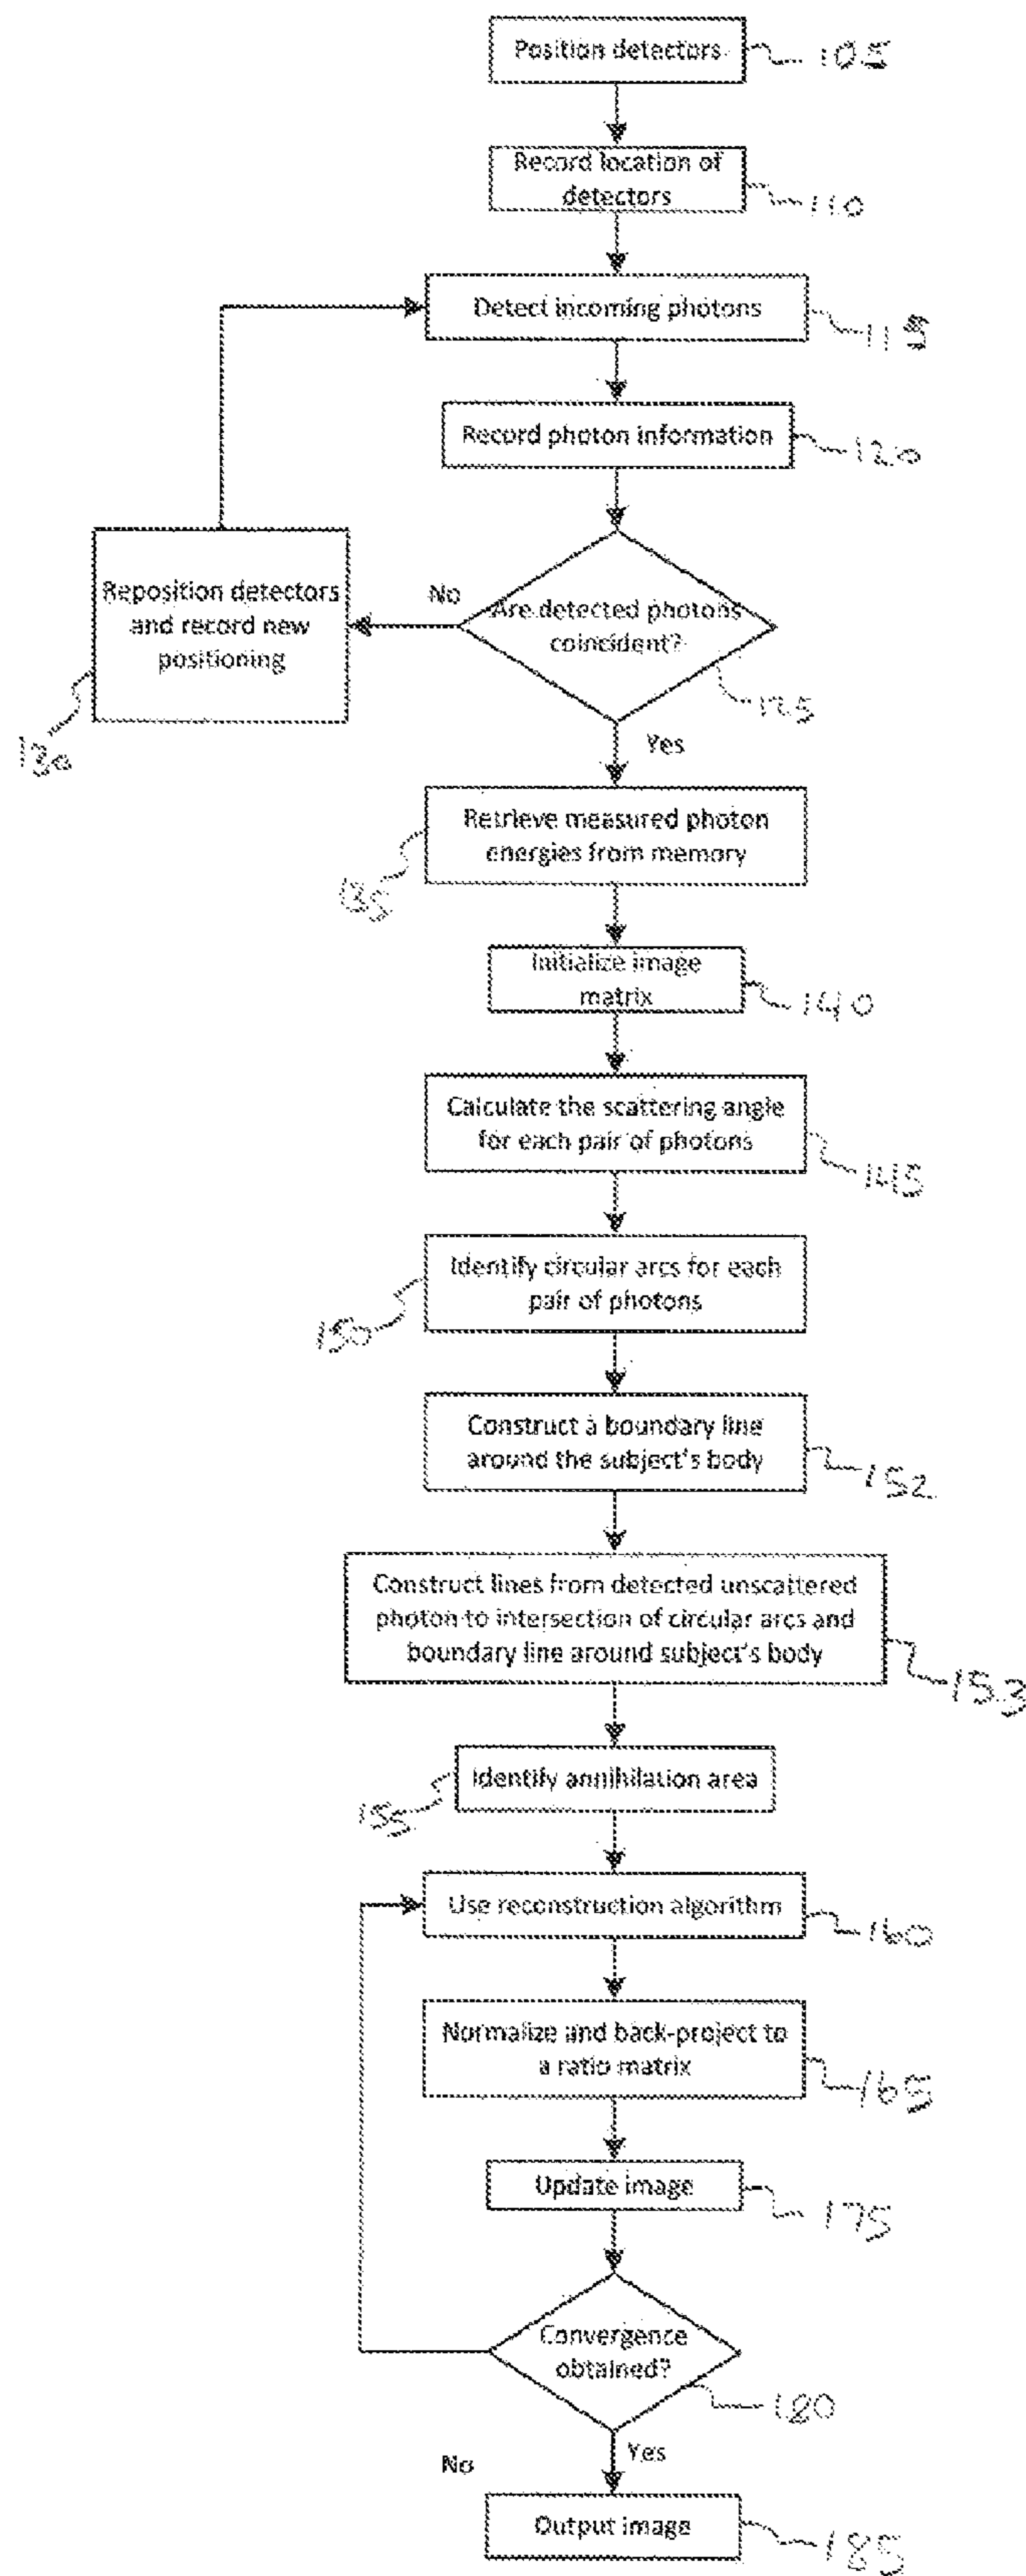 Position detectors
105
Record location of
detectors
110
Detect incoming photons
115
Record photon information
120
Are detected photons
coincident?
125
No
Reposition detectors
and record new
positioning
130
Yes
Retrieve measured photon
energies from memory
135
Initialize image
matrix
140
Calculate the scattering angle
for each pair of photons
145
Identify circular arcs for each
pair of photons
150
Construct a boundary line
around the subject's body
152
Construct lines from detected unscattered
photon to intersection of circular arcs and
boundary line around subject's body
153
Identify annihilation area
155
Use reconstruction algorithm
160
Normalize and back-project to
a ratio matrix
165
Update image
175
Convergence
obtained?
180
No
Yes
Output image
185